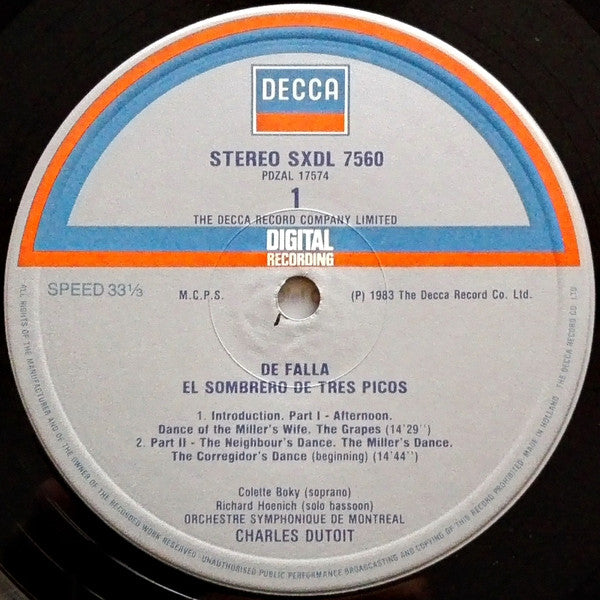 DECCA
STEREO SXDL 7560
PDZAL 17574
1
THE DECCA RECORD COMPANY LIMITED
DIGITAL
RECORDING
SPEED 33⅓
M.C.P.S.
(P) 1983 The Decca Record Co. Ltd.
DE FALLA
EL SOMBRERO DE TRES PICOS
1. Introduction. Part I - Afternoon.
Dance of the Miller's Wife. The Grapes (14'29'')
2. Part II - The Neighbour's Dance. The Miller's Dance.
The Corregidor's Dance (beginning) (14'44'')
Colette Boky (soprano)
Richard Hoenich (solo bassoon)
ORCHESTRE SYMPHONIQUE DE MONTREAL
CHARLES DUTOIT
ALL RIGHTS OF THE MANUFACTURER AND OF THE OWNER OF THE RECORDED WORK RESERVED · UNAUTHORISED PUBLIC PERFORMANCE BROADCASTING AND COPYING OF THIS RECORD PROHIBITED · MADE IN HOLLAND · THE DECCA RECORD CO. LTD